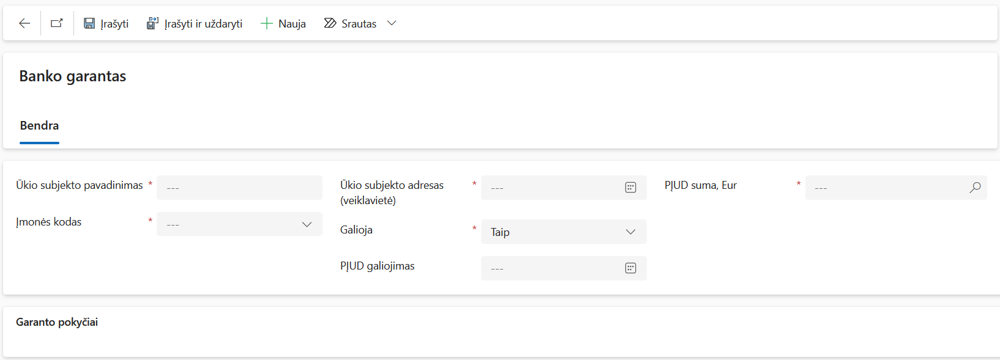 Įrašyti
Įrašyti ir uždaryti
Nauja
Srautas
Banko garantas
Bendra
Ūkio subjekto pavadinimas *
---
Įmonės kodas *
---
Ūkio subjekto adresas
(veiklavietė) *
---
Galioja *
Taip
PĮUD galiojimas
---
PĮUD suma, Eur *
---
Garanto pokyčiai